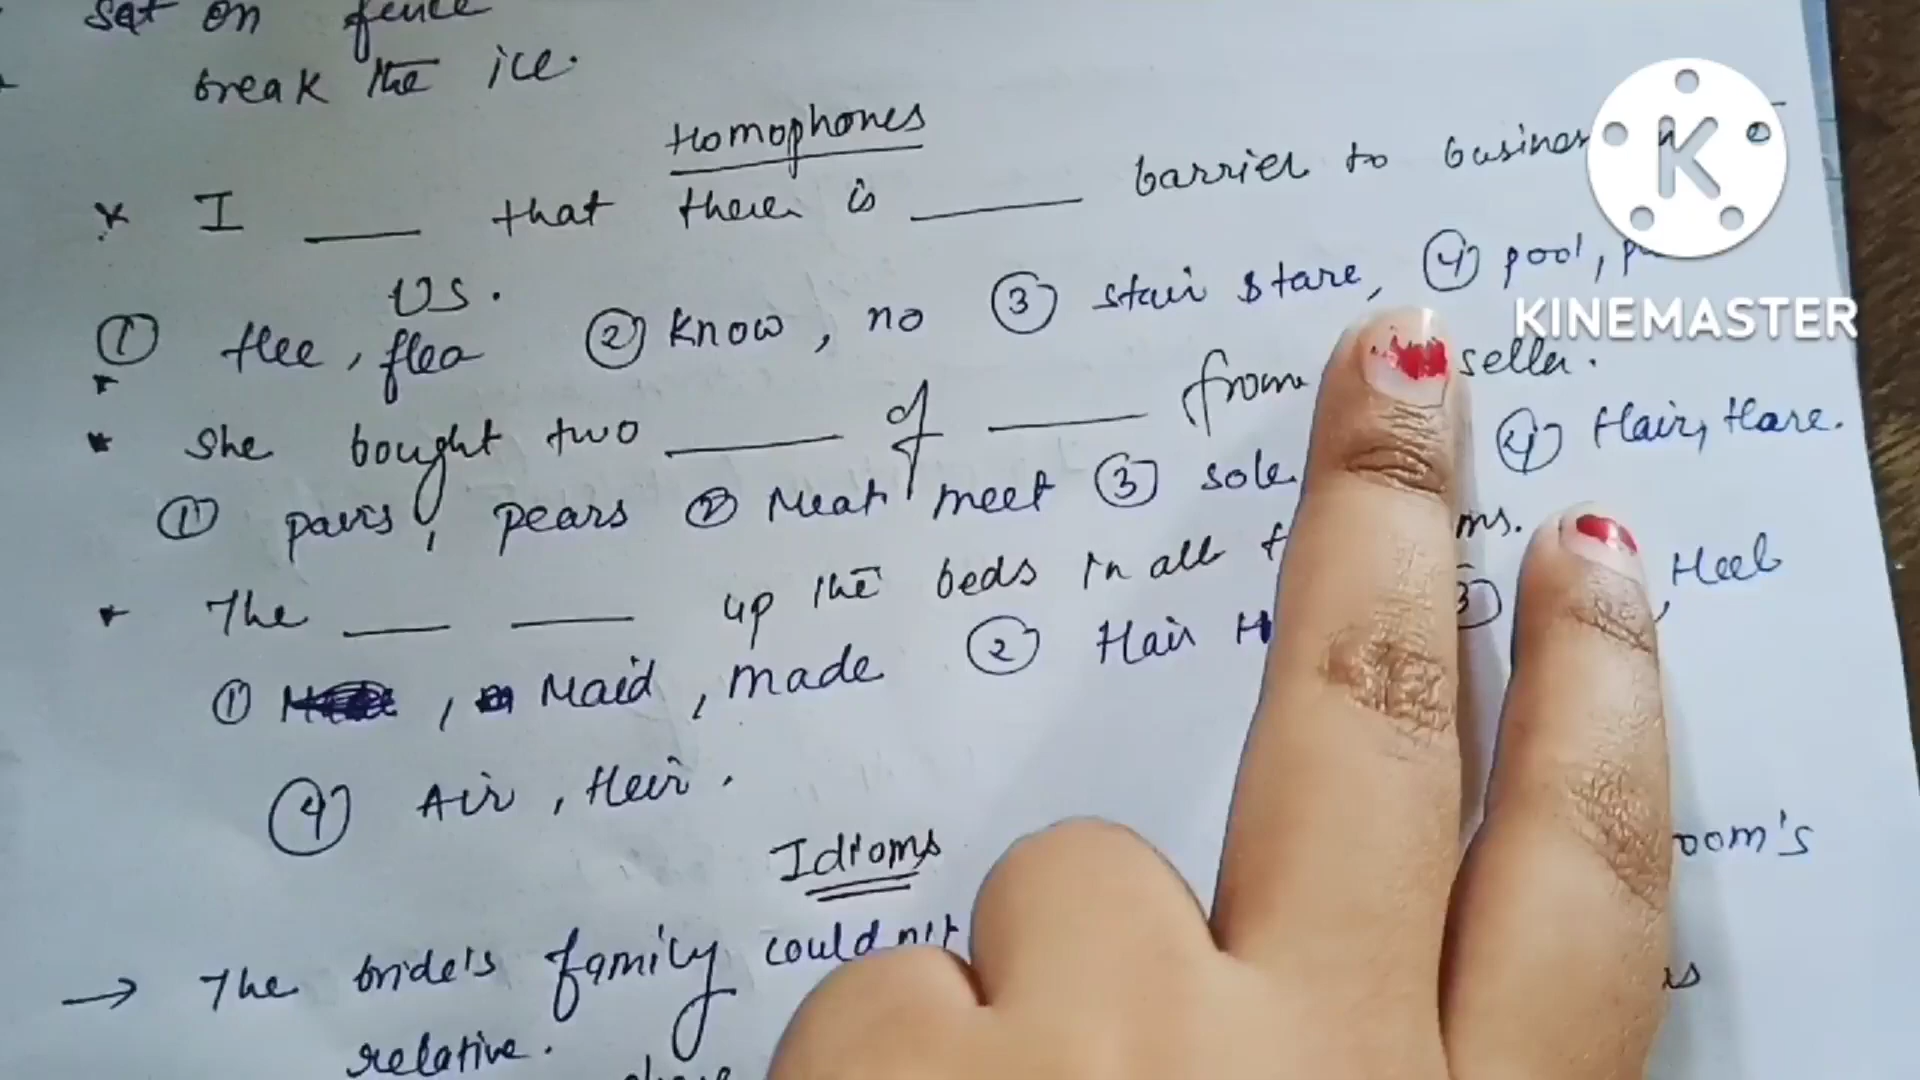 sat on fence
break the ice.
Homophones
* I ___ that there is ___ barrier to
US.
① flee, flea ② Know, no ③ stair stare, ④ pool,
* She bought two ___ of ___ from seller.
① pairs, pears ② Meat meet ③ sole ④ Hair, Hare.
* The ___ ___ up the beds in all
① , Maid, made ② Hair ③ , Heel
④ Air, Heir.
Idioms
→ The bride's family couldn't
relative.
KINEMASTER